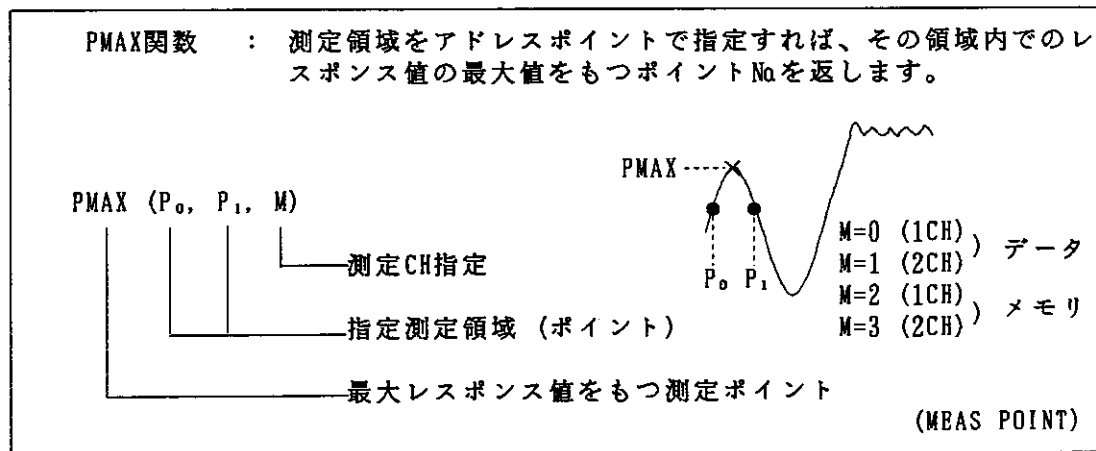 PMAX関数 : 測定領域をアドレスポイントで指定すれば、その領域内でのレ
スポンス値の最大値をもつポイント№を返します。
PMAX
PMAX (P₀, P₁, M)
測定CH指定
指定測定領域 (ポイント)
最大レスポンス値をもつ測定ポイント
P₀ P₁
M=0 (1CH)
M=1 (2CH) ) データ
M=2 (1CH)
M=3 (2CH) ) メモリ
(MEAS POINT)